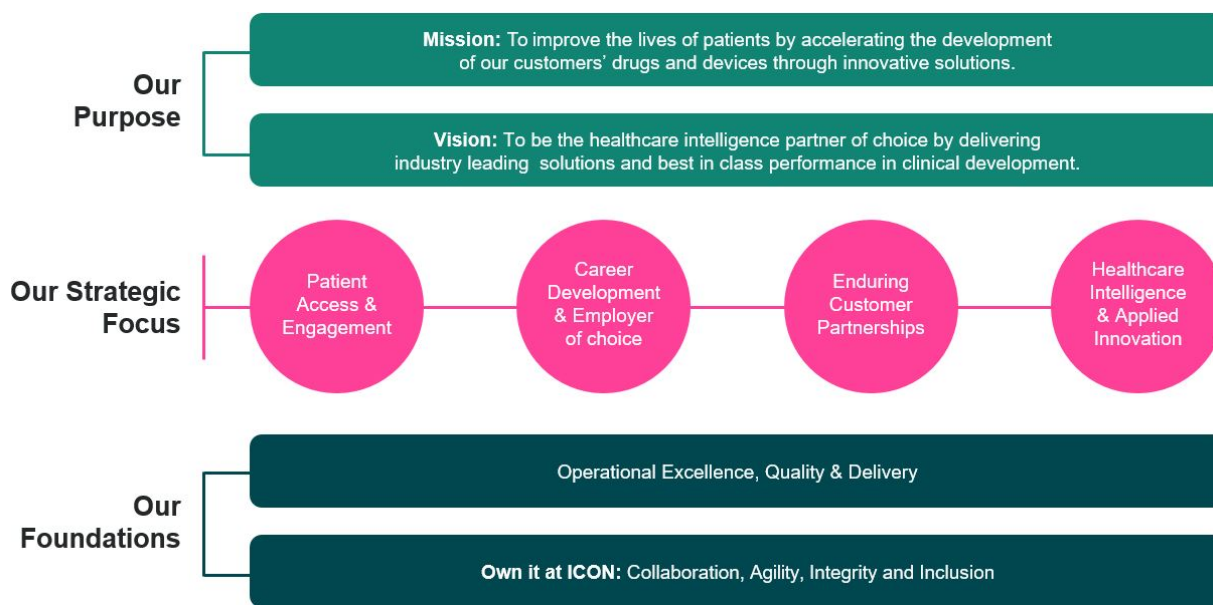 Our
Purpose
Mission: To improve the lives of patients by accelerating the development
of our customers’ drugs and devices through innovative solutions.
Vision: To be the healthcare intelligence partner of choice by delivering
industry leading solutions and best in class performance in clinical development.
Our Strategic
Focus
Patient
Access &
Engagement
Career
Development
& Employer
of choice
Enduring
Customer
Partnerships
Healthcare
Intelligence
& Applied
Innovation
Our
Foundations
Operational Excellence, Quality & Delivery
Own it at ICON: Collaboration, Agility, Integrity and Inclusion